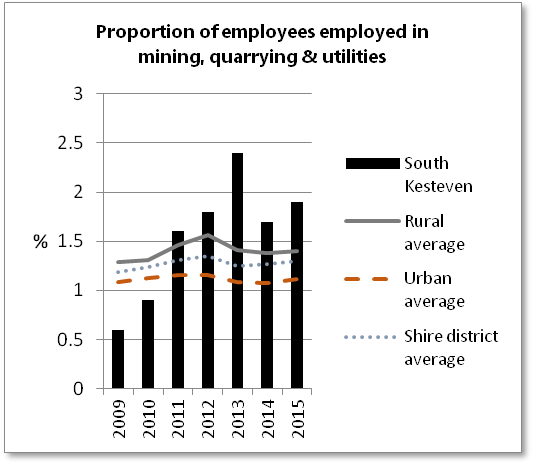 Proportion of employees employed in
mining, quarrying & utilities
3
2.5
2
1.5
1
0.5
0
%
2009
2010
2011
2012
2013
2014
2015
South
Kesteven
Rural
average
Urban
average
Shire district
average